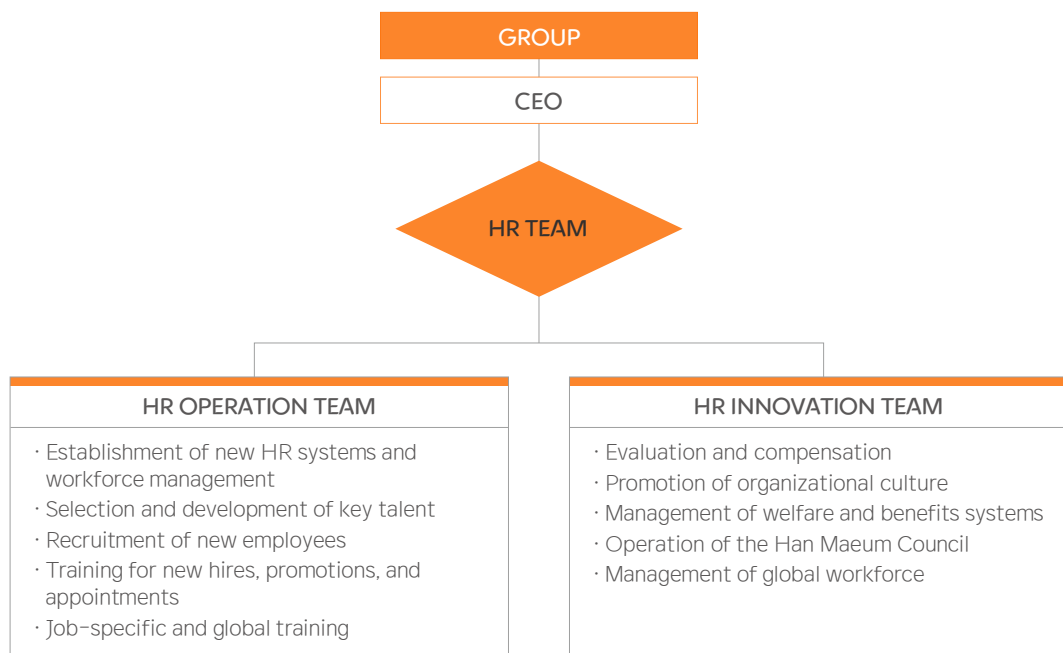 GROUP
CEO
HR TEAM
HR OPERATION TEAM
· Establishment of new HR systems and
workforce management
· Selection and development of key talent
· Recruitment of new employees
· Training for new hires, promotions, and
appointments
· Job-specific and global training
HR INNOVATION TEAM
· Evaluation and compensation
· Promotion of organizational culture
· Management of welfare and benefits systems
· Operation of the Han Maeum Council
· Management of global workforce